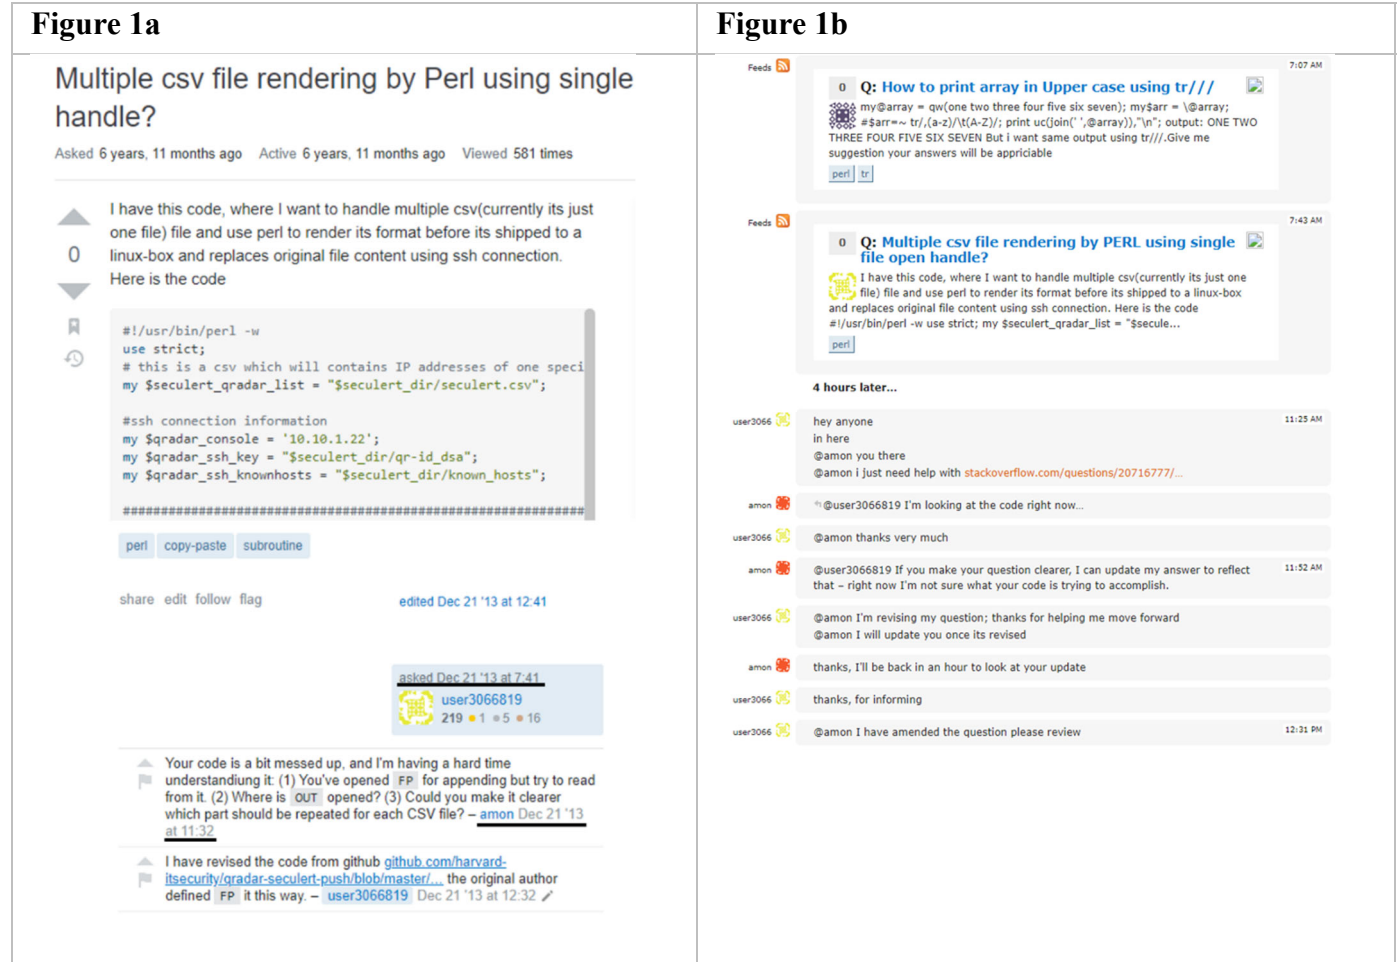 Figure 1a
Multiple csv file rendering by Perl using single
handle?
Asked 6 years, 11 months ago Active 6 years, 11 months ago Viewed 581 times
0
I have this code, where I want to handle multiple csv(currently its just
one file) file and use perl to render its format before its shipped to a
linux-box and replaces original file content using ssh connection.
Here is the code
#!/usr/bin/perl -w
use strict;
# this is a csv which will contains IP addresses of one speci
my $seculert_qradar_list = "$seculert_dir/seculert.csv";
#ssh connection information
my $qradar_console = '10.10.1.22';
my $qradar_ssh_key = "$seculert_dir/qr-id_dsa";
my $qradar_ssh_knownhosts = "$seculert_dir/known_hosts";
#############################################################
perl copy-paste subroutine
share edit follow flag
edited Dec 21 '13 at 12:41
asked Dec 21 '13 at 7:41
user3066819
219 1 5 16
Your code is a bit messed up, and I'm having a hard time
understandiung it: (1) You've opened FP for appending but try to read
from it. (2) Where is OUT opened? (3) Could you make it clearer
which part should be repeated for each CSV file? – amon Dec 21 '13
at 11:32
I have revised the code from github github.com/harvard-
itsecurity/qradar-seculert-push/blob/master/... the original author
defined FP it this way. – user3066819 Dec 21 '13 at 12:32
Figure 1b
Feeds
7:07 AM
0 Q: How to print array in Upper case using tr///
my@array = qw(one two three four five six seven); my$arr = \@array;
#$arr=~ tr/,(a-z)/\t(A-Z)/; print uc(join(' ',@array)),"\n"; output: ONE TWO
THREE FOUR FIVE SIX SEVEN But i want same output using tr///.Give me
suggestion your answers will be appriciable
perl tr
Feeds
7:43 AM
0 Q: Multiple csv file rendering by PERL using single
file open handle?
I have this code, where I want to handle multiple csv(currently its just one
file) file and use perl to render its format before its shipped to a linux-box
and replaces original file content using ssh connection. Here is the code
#!/usr/bin/perl -w use strict; my $seculert_qradar_list = "$secule...
perl
4 hours later...
user3066
11:25 AM
hey anyone
in here
@amon you there
@amon i just need help with stackoverflow.com/questions/20716777/...
amon
@user3066819 I'm looking at the code right now...
user3066
@amon thanks very much
amon
11:52 AM
@user3066819 If you make your question clearer, I can update my answer to reflect
that – right now I'm not sure what your code is trying to accomplish.
user3066
@amon I'm revising my question; thanks for helping me move forward
@amon I will update you once its revised
amon
thanks, I'll be back in an hour to look at your update
user3066
thanks, for informing
user3066
12:31 PM
@amon I have amended the question please review